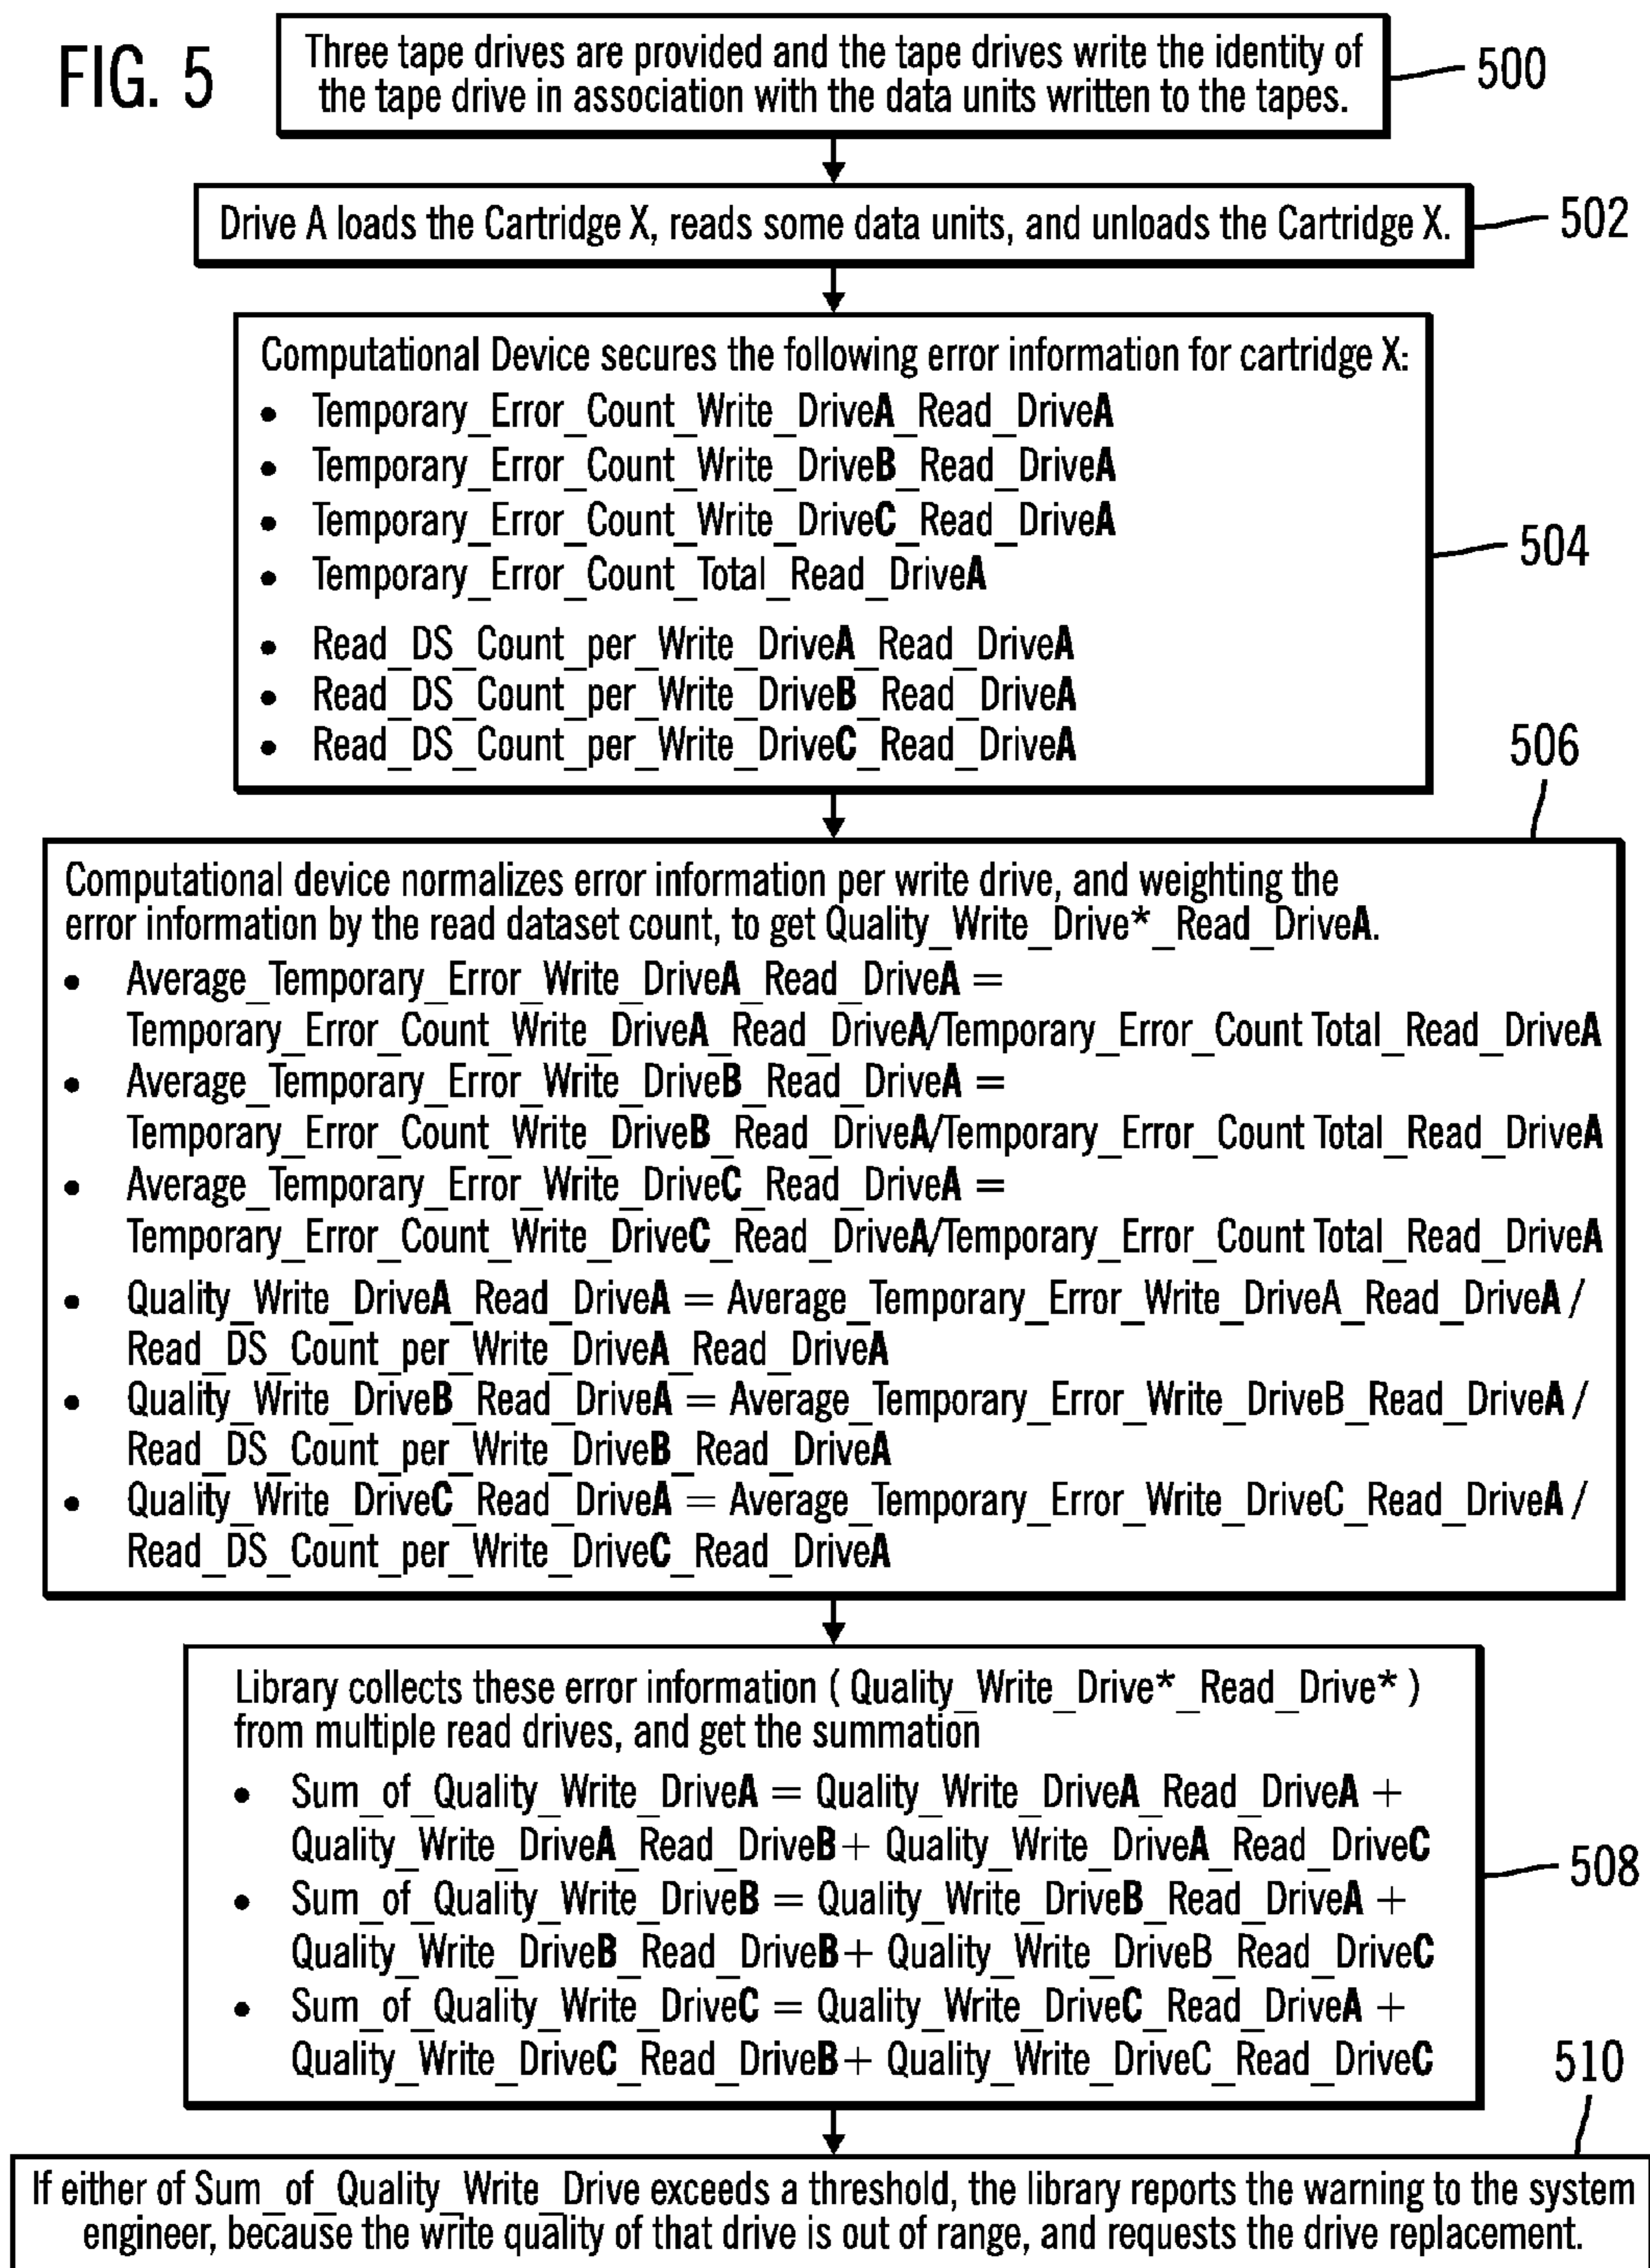 FIG. 5
Three tape drives are provided and the tape drives write the identity of
the tape drive in association with the data units written to the tapes.
500
Drive A loads the Cartridge X, reads some data units, and unloads the Cartridge X.
502
Computational Device secures the following error information for cartridge X:
• Temporary_Error_Count_Write_DriveA_Read_DriveA
• Temporary_Error_Count_Write_DriveB_Read_DriveA
• Temporary_Error_Count_Write_DriveC_Read_DriveA
• Temporary_Error_Count_Total_Read_DriveA
• Read_DS_Count_per_Write_DriveA_Read_DriveA
• Read_DS_Count_per_Write_DriveB_Read_DriveA
• Read_DS_Count_per_Write_DriveC_Read_DriveA
504
506
Computational device normalizes error information per write drive, and weighting the
error information by the read dataset count, to get Quality_Write_Drive*_Read_DriveA.
• Average_Temporary_Error_Write_DriveA_Read_DriveA =
Temporary_Error_Count_Write_DriveA_Read_DriveA/Temporary_Error_Count Total_Read_DriveA
• Average_Temporary_Error_Write_DriveB_Read_DriveA =
Temporary_Error_Count_Write_DriveB_Read_DriveA/Temporary_Error_Count Total_Read_DriveA
• Average_Temporary_Error_Write_DriveC_Read_DriveA =
Temporary_Error_Count_Write_DriveC_Read_DriveA/Temporary_Error_Count Total_Read_DriveA
• Quality_Write_DriveA_Read_DriveA = Average_Temporary_Error_Write_DriveA_Read_DriveA /
Read_DS_Count_per_Write_DriveA_Read_DriveA
• Quality_Write_DriveB_Read_DriveA = Average_Temporary_Error_Write_DriveB_Read_DriveA /
Read_DS_Count_per_Write_DriveB_Read_DriveA
• Quality_Write_DriveC_Read_DriveA = Average_Temporary_Error_Write_DriveC_Read_DriveA /
Read_DS_Count_per_Write_DriveC_Read_DriveA
Library collects these error information ( Quality_Write_Drive*_Read_Drive* )
from multiple read drives, and get the summation
• Sum_of_Quality_Write_DriveA = Quality_Write_DriveA_Read_DriveA +
Quality_Write_DriveA_Read_DriveB + Quality_Write_DriveA_Read_DriveC
• Sum_of_Quality_Write_DriveB = Quality_Write_DriveB_Read_DriveA +
Quality_Write_DriveB_Read_DriveB + Quality_Write_DriveB_Read_DriveC
• Sum_of_Quality_Write_DriveC = Quality_Write_DriveC_Read_DriveA +
Quality_Write_DriveC_Read_DriveB + Quality_Write_DriveC_Read_DriveC
508
510
If either of Sum_of_Quality_Write_Drive exceeds a threshold, the library reports the warning to the system
engineer, because the write quality of that drive is out of range, and requests the drive replacement.